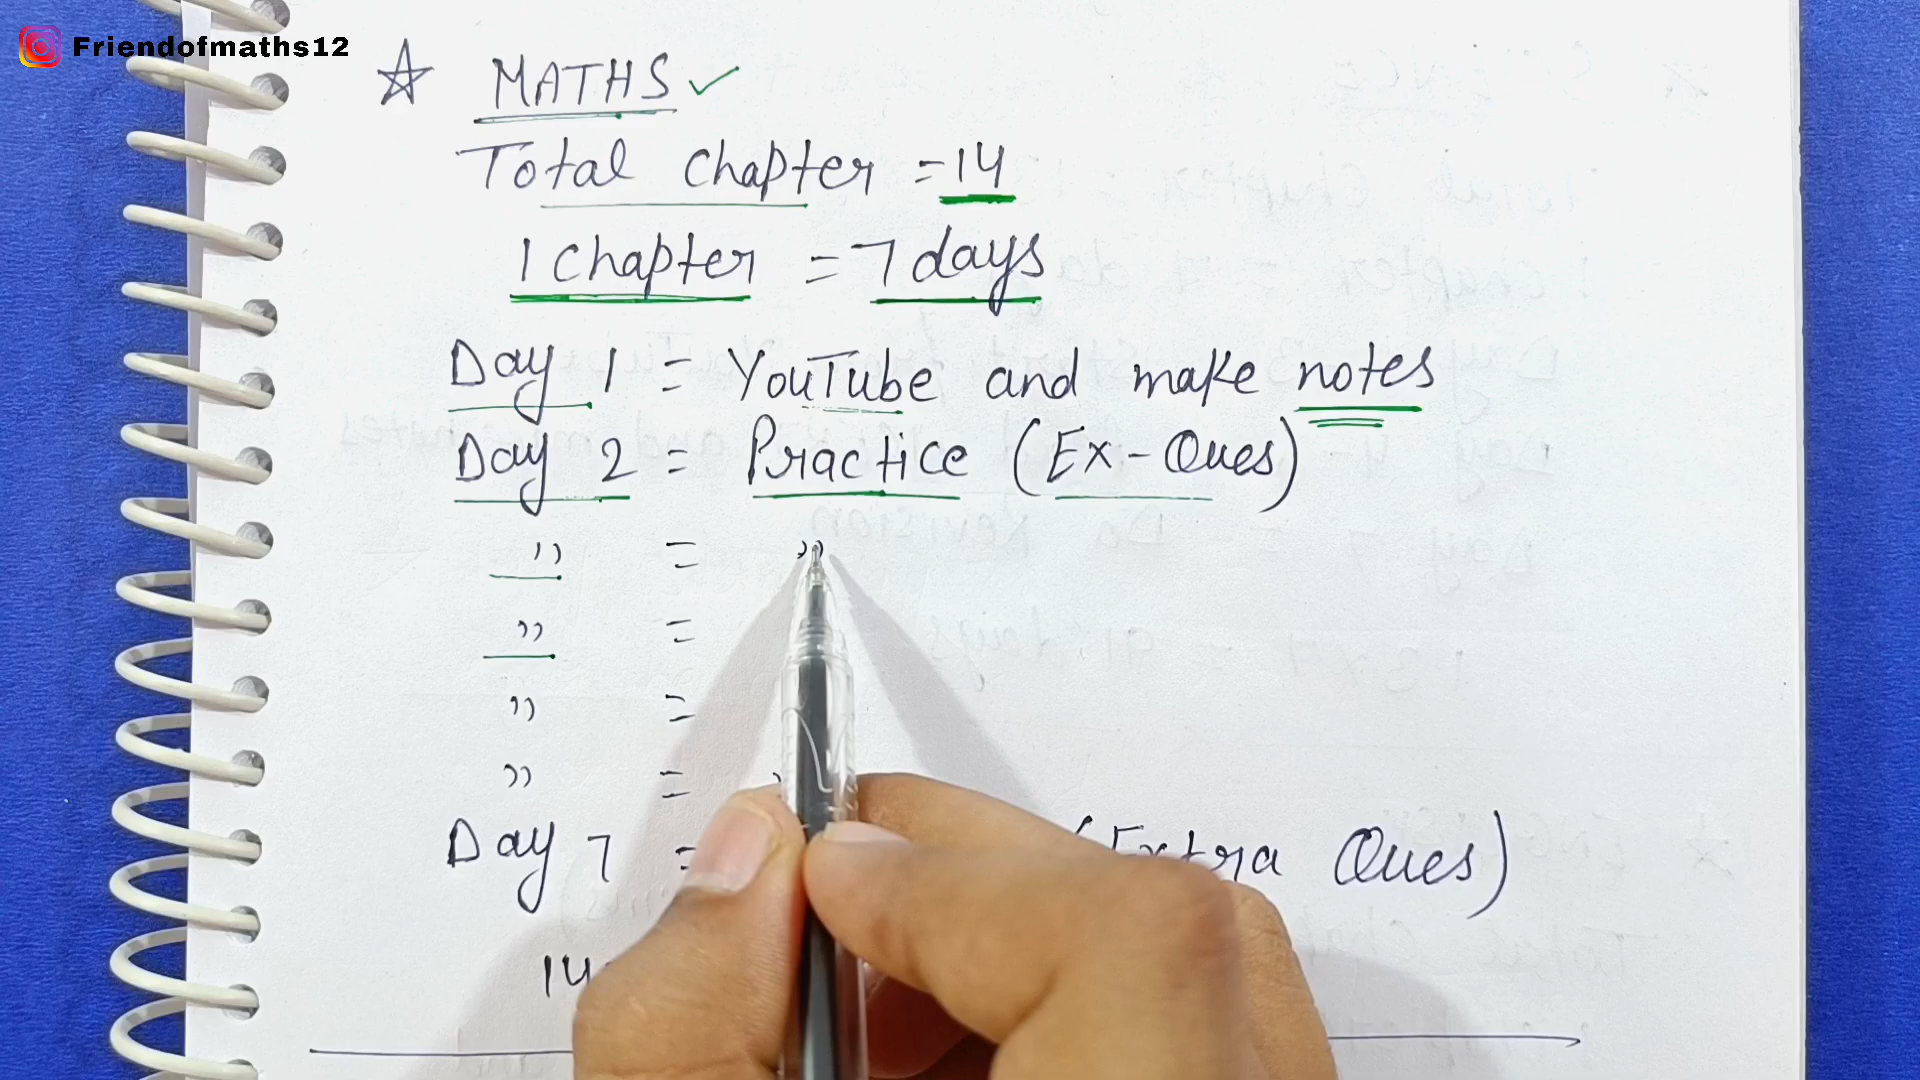 Friendofmaths12
☆ MATHS ✓
Total chapter = 14
1 chapter = 7 days
Day 1 = YouTube and make notes
Day 2 = Practice (Ex-Ques)
" = "
" =
" =
" =
Day 7 = (Extra Ques)
14